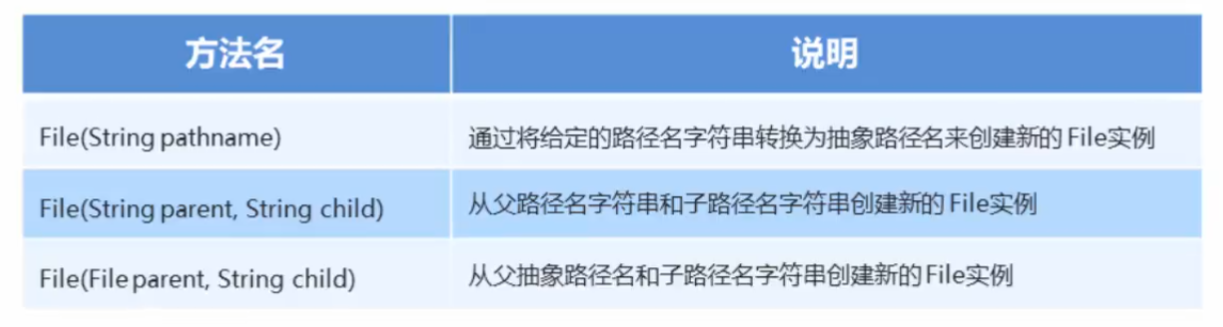 方法名 说明
File(String pathname) 通过将给定的路径名字符串转换为抽象路径名来创建新的 File实例
File(String parent, String child) 从父路径名字符串和子路径名字符串创建新的 File实例
File(File parent, String child) 从父抽象路径名和子路径名字符串创建新的 File实例